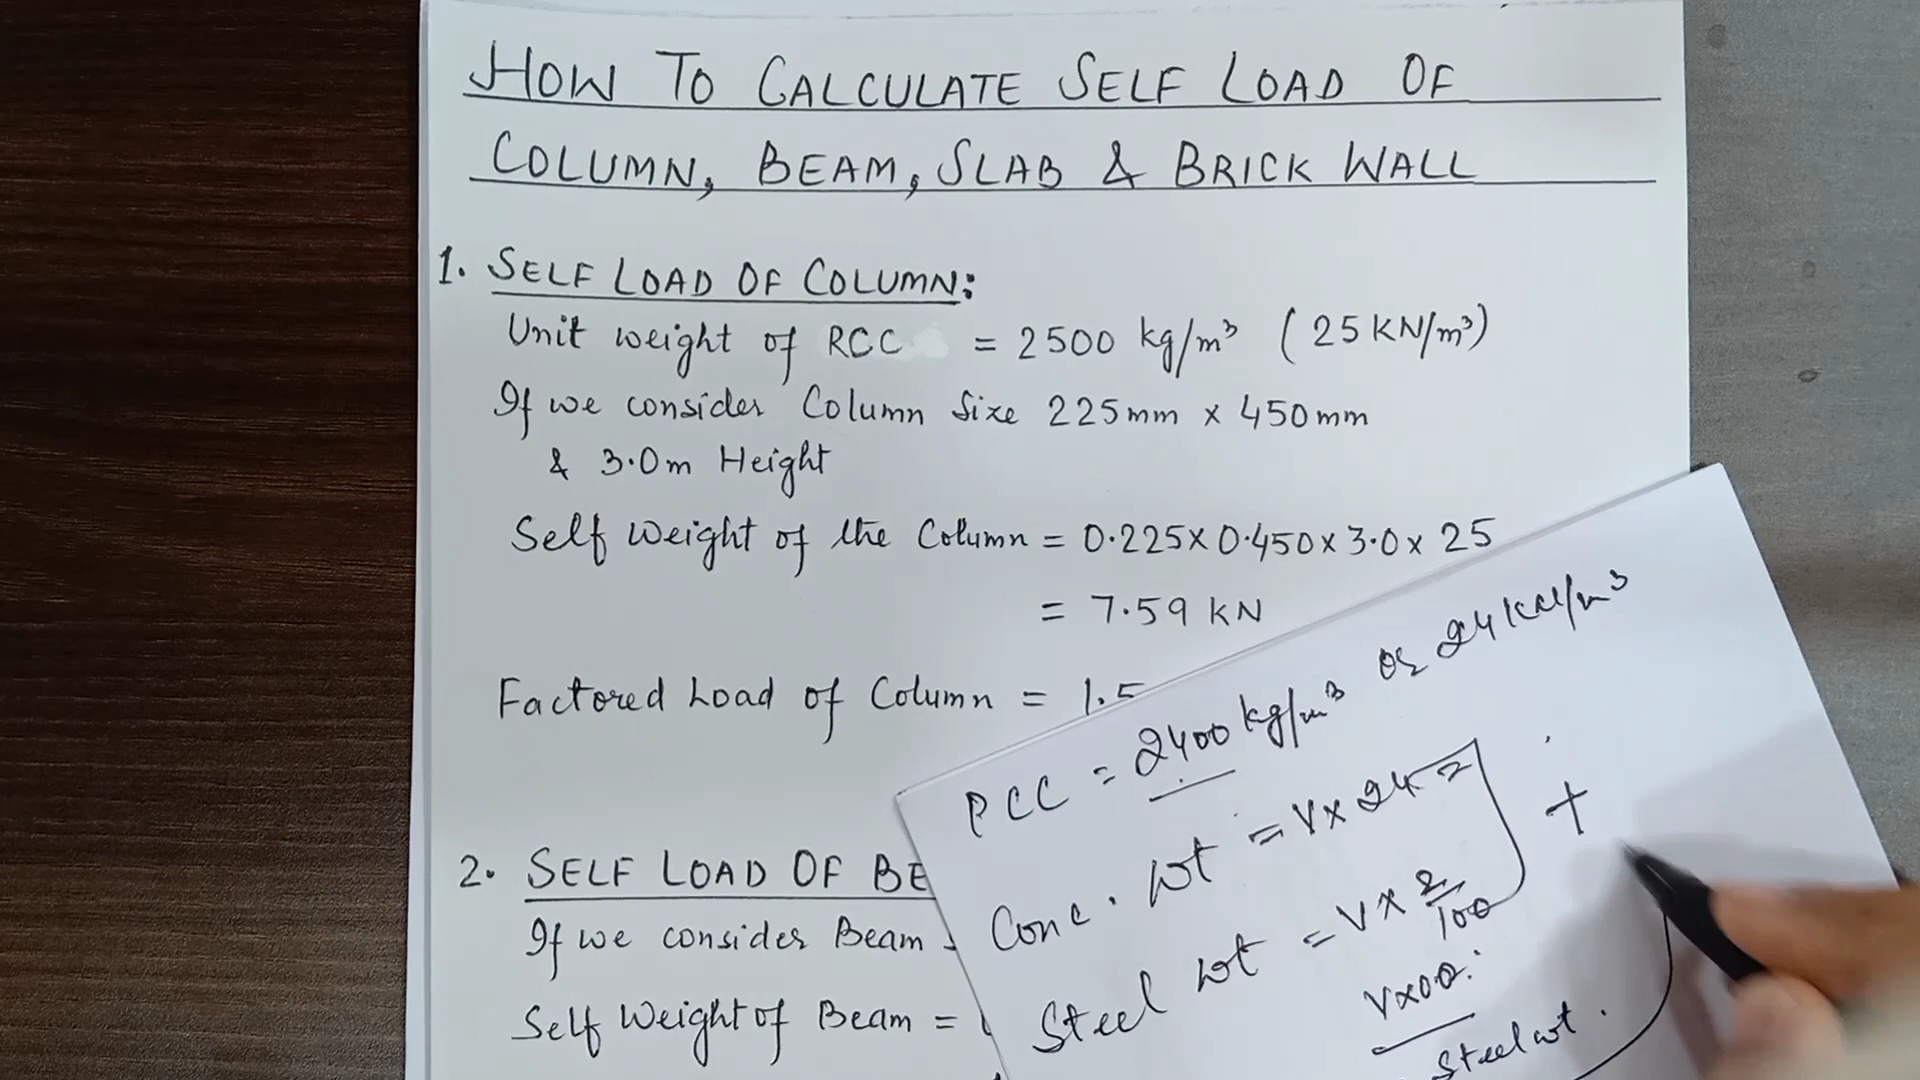 HOW TO CALCULATE SELF LOAD OF
COLUMN, BEAM, SLAB & BRICK WALL
1. SELF LOAD OF COLUMN:
Unit weight of RCC = 2500 kg/m³ (25 KN/m³)
If we consider Column Size 225mm x 450mm
& 3.0m Height
Self Weight of the Column = 0.225x 0.450x 3.0x 25
= 7.59 KN
Factored Load of Column = 1.5
2. SELF LOAD OF BE
If we consider Beam
Self Weight of Beam =
PCC = 2400 kg/m³ or 24 KN/m³
Conc. wt = V x 24 =
+
Steel wt = V x 2/100
Steel wt.